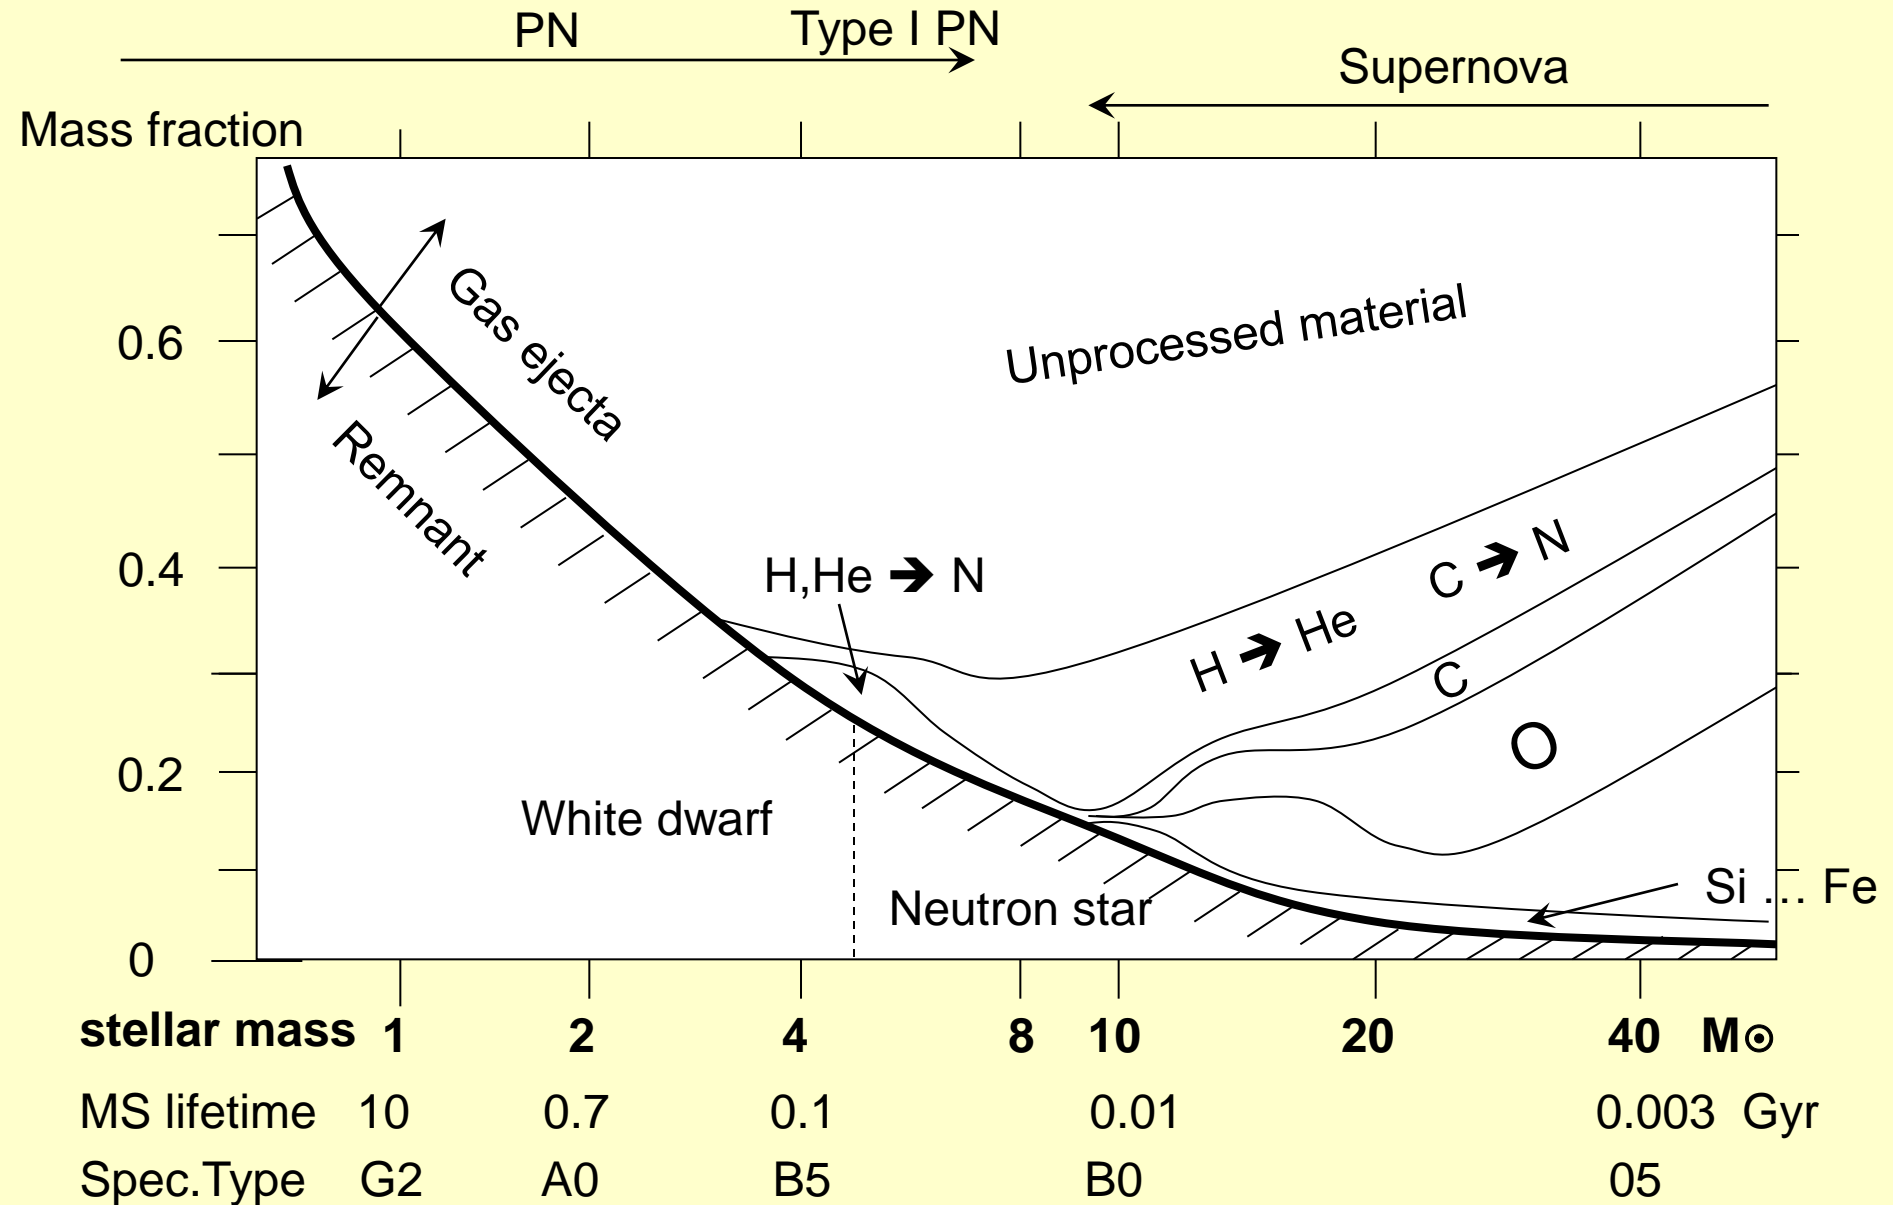 PN Type I PN
Supernova
Mass fraction
Gas ejecta
Unprocessed material
0.6
Remnant
C ➔ N
0.4
H,He ➔ N
H ➔ He
C
O
0.2
White dwarf
Si ... Fe
Neutron star
0
stellar mass 1 2 4 8 10 20 40 M⊙
MS lifetime 10 0.7 0.1 0.01 0.003 Gyr
Spec.Type G2 A0 B5 B0 05